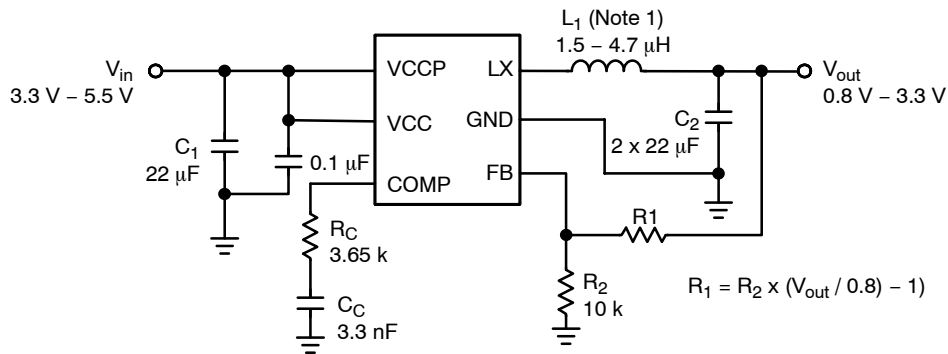 L1 (Note 1)
1.5 – 4.7 μH
Vin
3.3 V – 5.5 V
VCCP
LX
Vout
0.8 V – 3.3 V
C1
22 μF
0.1 μF
VCC
GND
C2
2 x 22 μF
COMP
FB
RC
3.65 k
R1
CC
3.3 nF
R2
10 k
R1 = R2 x (Vout / 0.8) – 1)